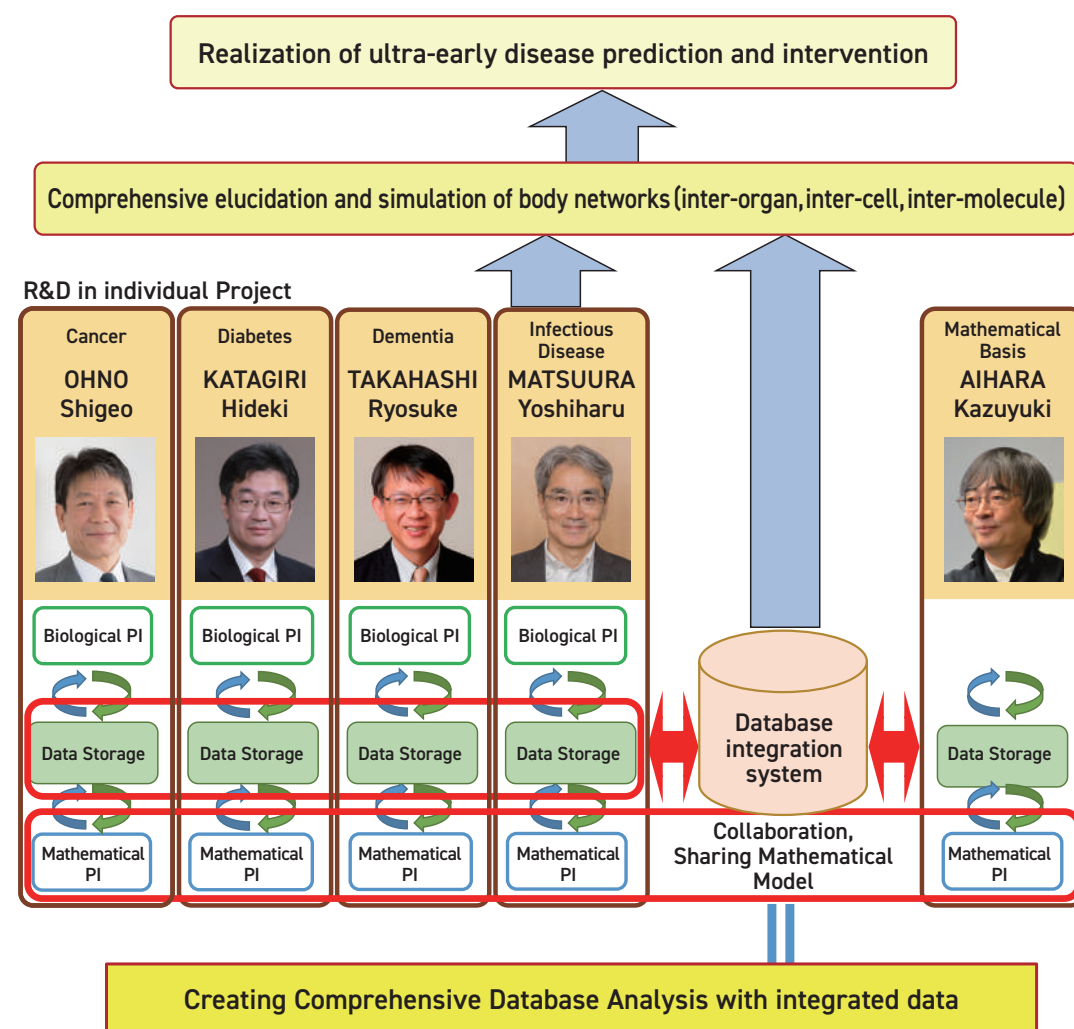 Realization of ultra-early disease prediction and intervention
Comprehensive elucidation and simulation of body networks (inter-organ, inter-cell, inter-molecule)
R&D in individual Project
Cancer
OHNO
Shigeo
Diabetes
KATAGIRI
Hideki
Dementia
TAKAHASHI
Ryosuke
Infectious
Disease
MATSUURA
Yoshiharu
Mathematical
Basis
AIHARA
Kazuyuki
Biological PI
Biological PI
Biological PI
Biological PI
Data Storage
Data Storage
Data Storage
Data Storage
Database
integration
system
Data Storage
Mathematical
PI
Mathematical
PI
Mathematical
PI
Mathematical
PI
Collaboration,
Sharing Mathematical
Model
Mathematical
PI
Creating Comprehensive Database Analysis with integrated data